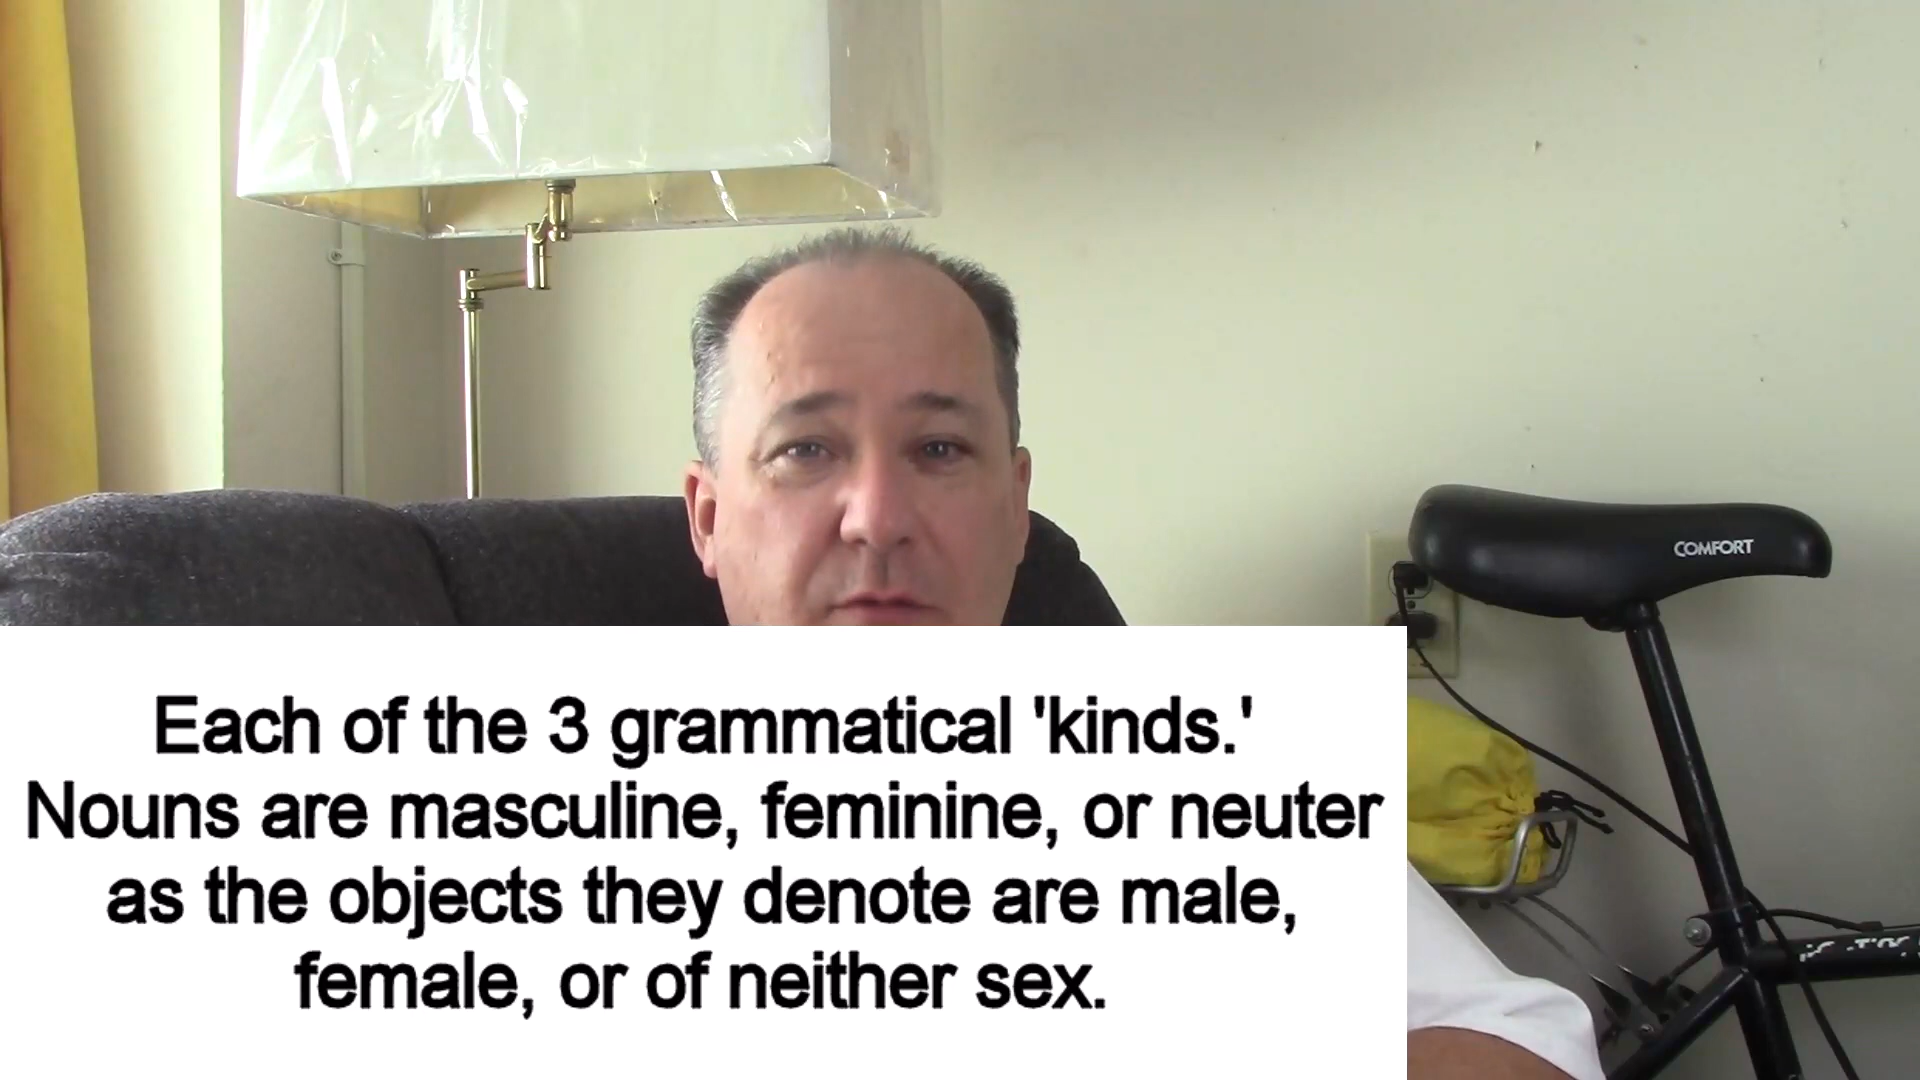 COMFORT
Each of the 3 grammatical 'kinds.'
Nouns are masculine, feminine, or neuter
as the objects they denote are male,
female, or of neither sex.